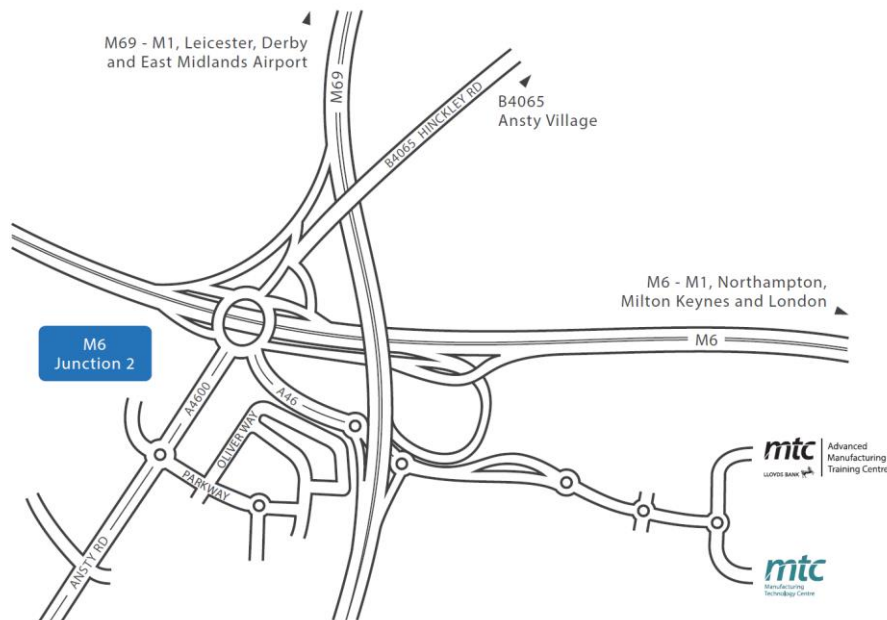 M69 - M1, Leicester, Derby
and East Midlands Airport
M69
B4065 HINCKLEY RD
B4065
Ansty Village
M6 - M1, Northampton,
Milton Keynes and London
M6
M6
Junction 2
A4600
A46
OLIVER WAY
PARKWAY
ANSTY RD
mtc
LLOYDS BANK
Advanced
Manufacturing
Training Centre
mtc
Manufacturing
Technology Centre